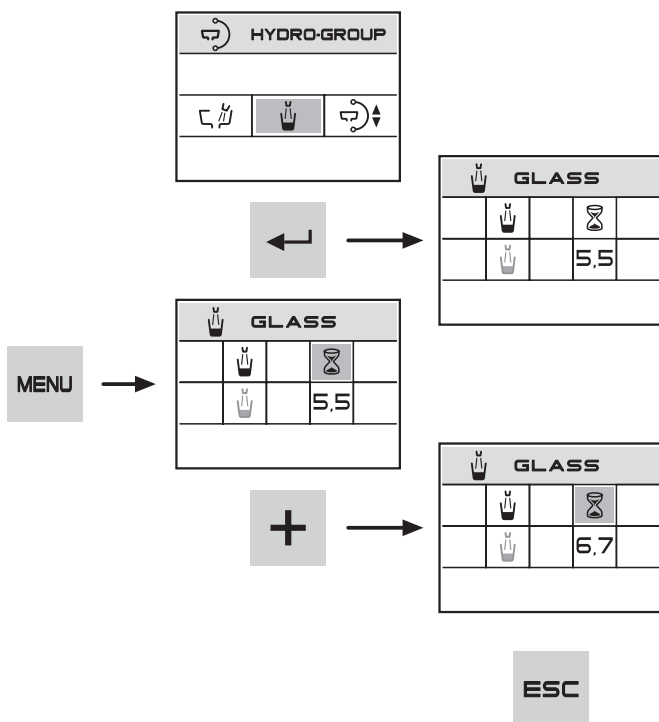 HYDRO-GROUP
GLASS
5,5
GLASS
5,5
MENU
GLASS
6,7
ESC